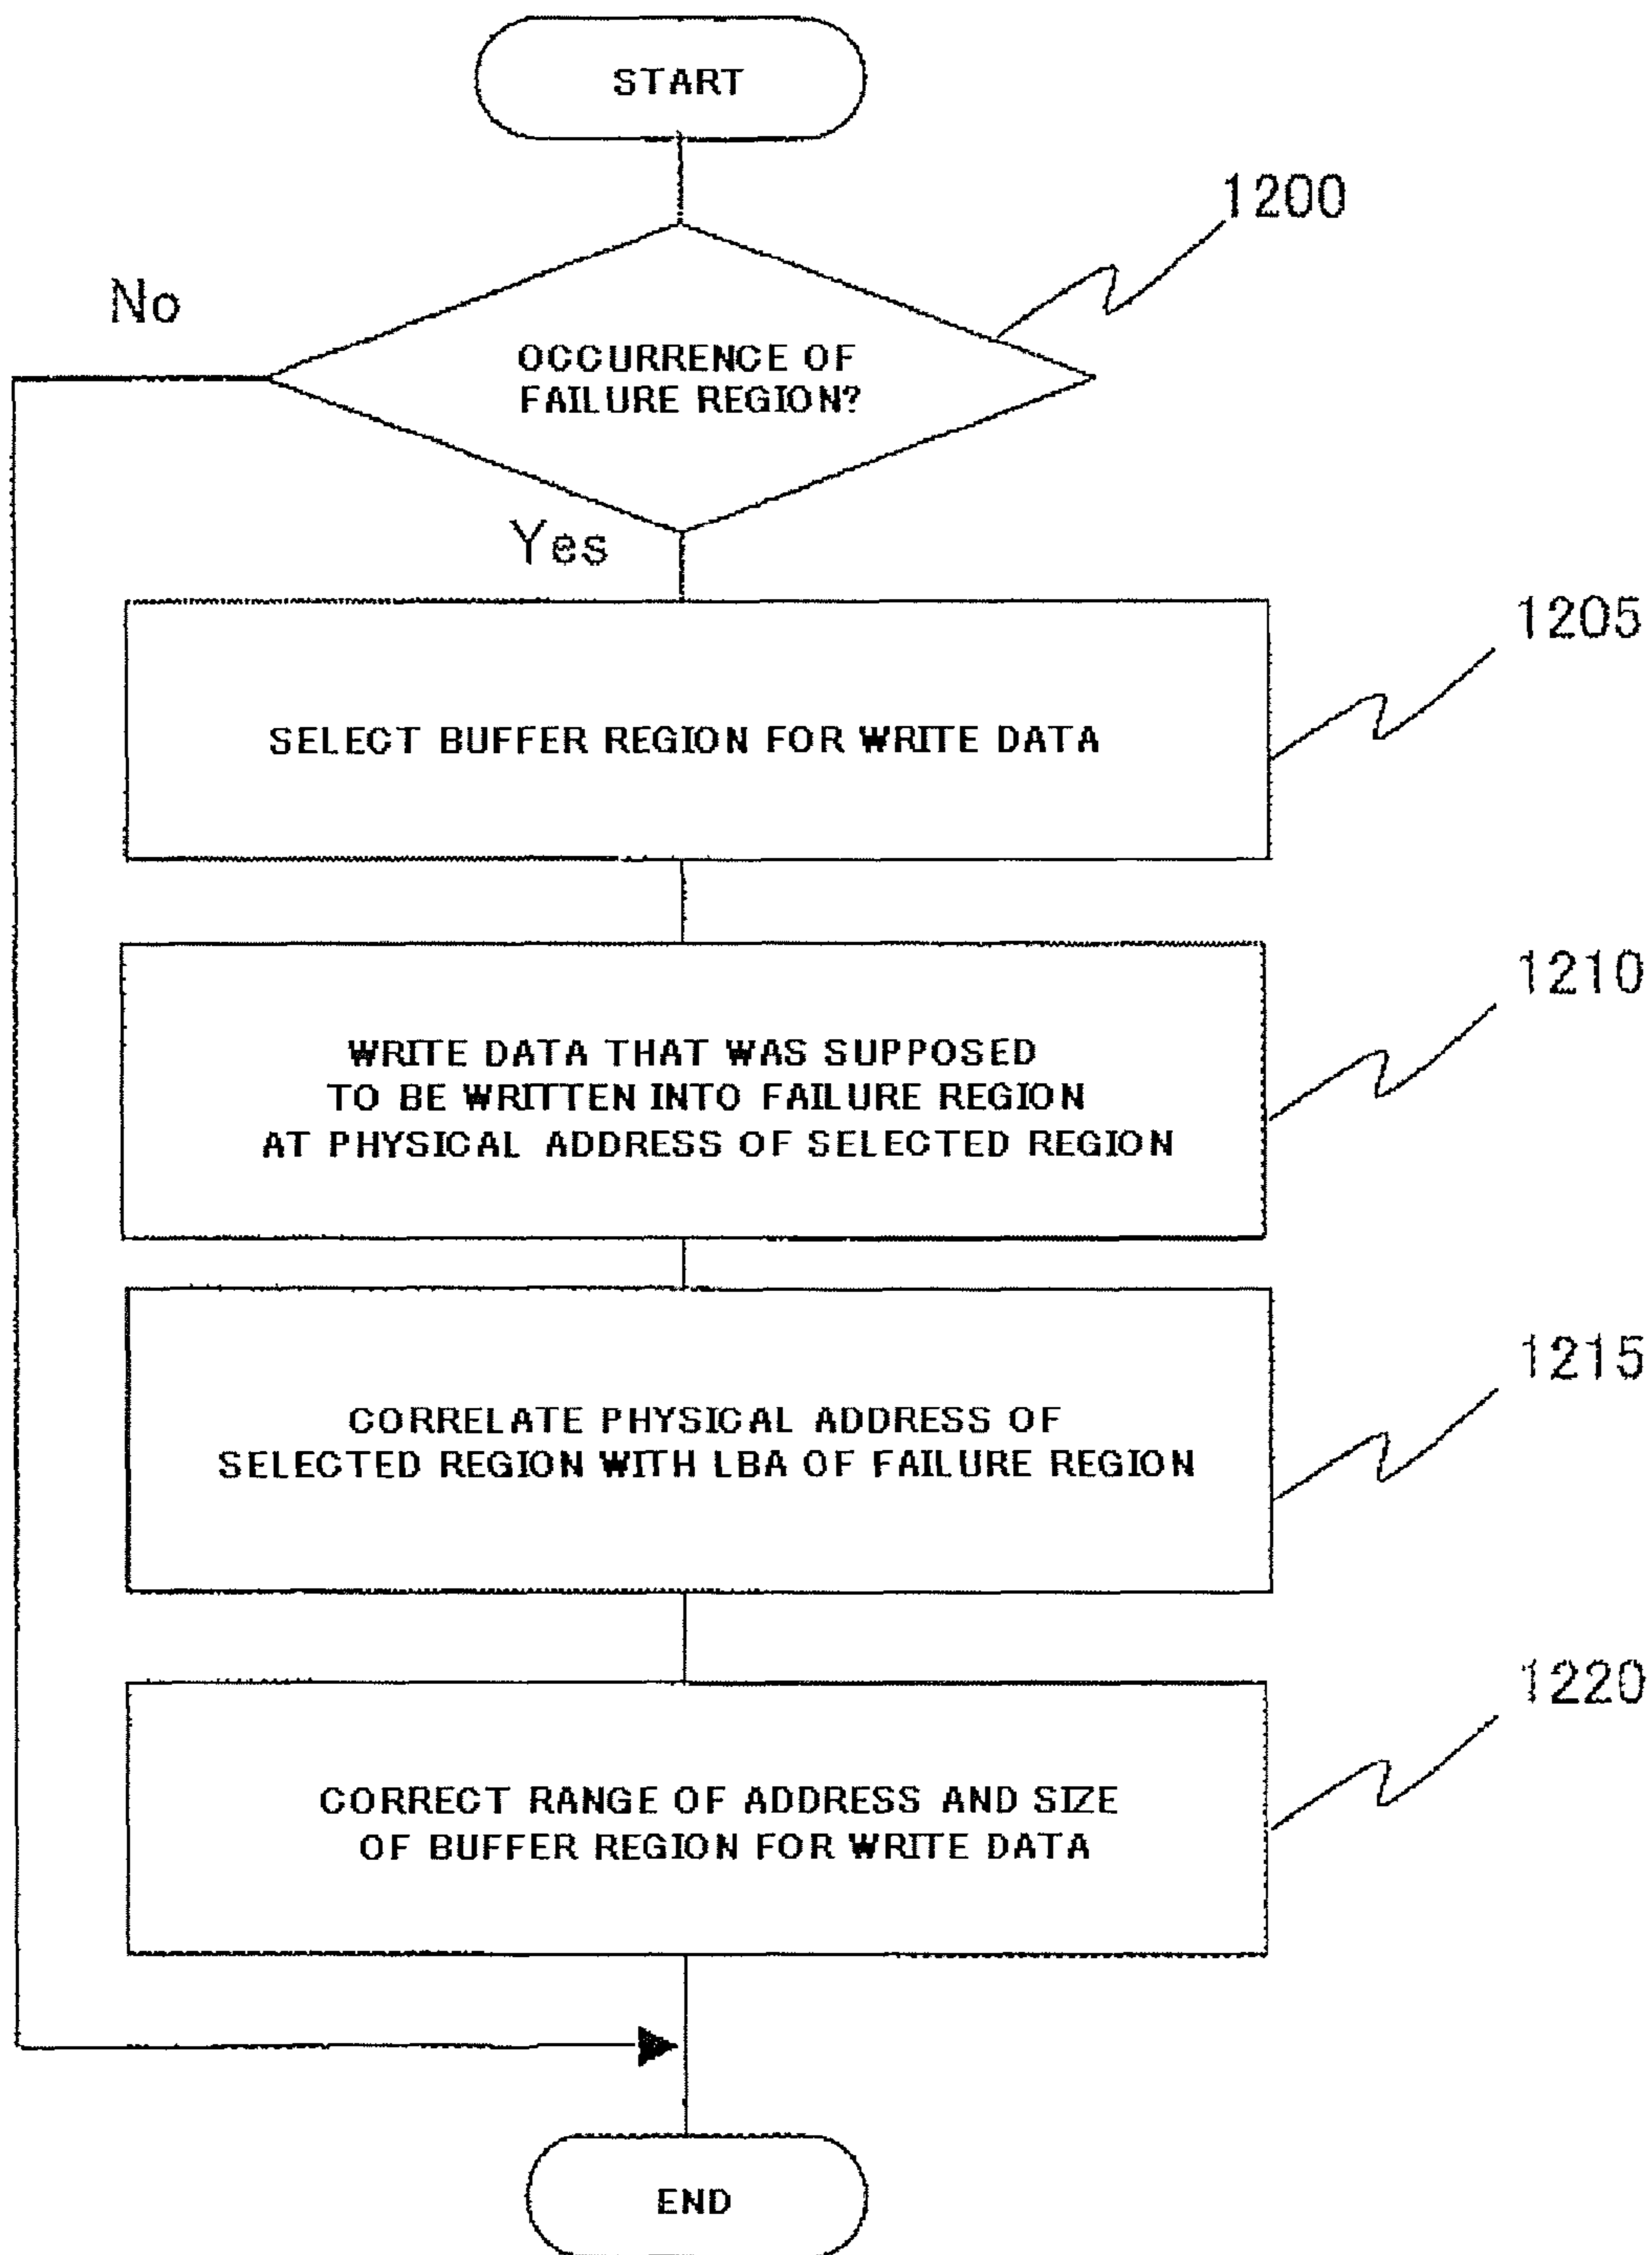 START
1200
No
OCCURRENCE OF
FAILURE REGION?
Yes
1205
SELECT BUFFER REGION FOR WRITE DATA
1210
WRITE DATA THAT WAS SUPPOSED
TO BE WRITTEN INTO FAILURE REGION
AT PHYSICAL ADDRESS OF SELECTED REGION
1215
CORRELATE PHYSICAL ADDRESS OF
SELECTED REGION WITH LBA OF FAILURE REGION
1220
CORRECT RANGE OF ADDRESS AND SIZE
OF BUFFER REGION FOR WRITE DATA
END